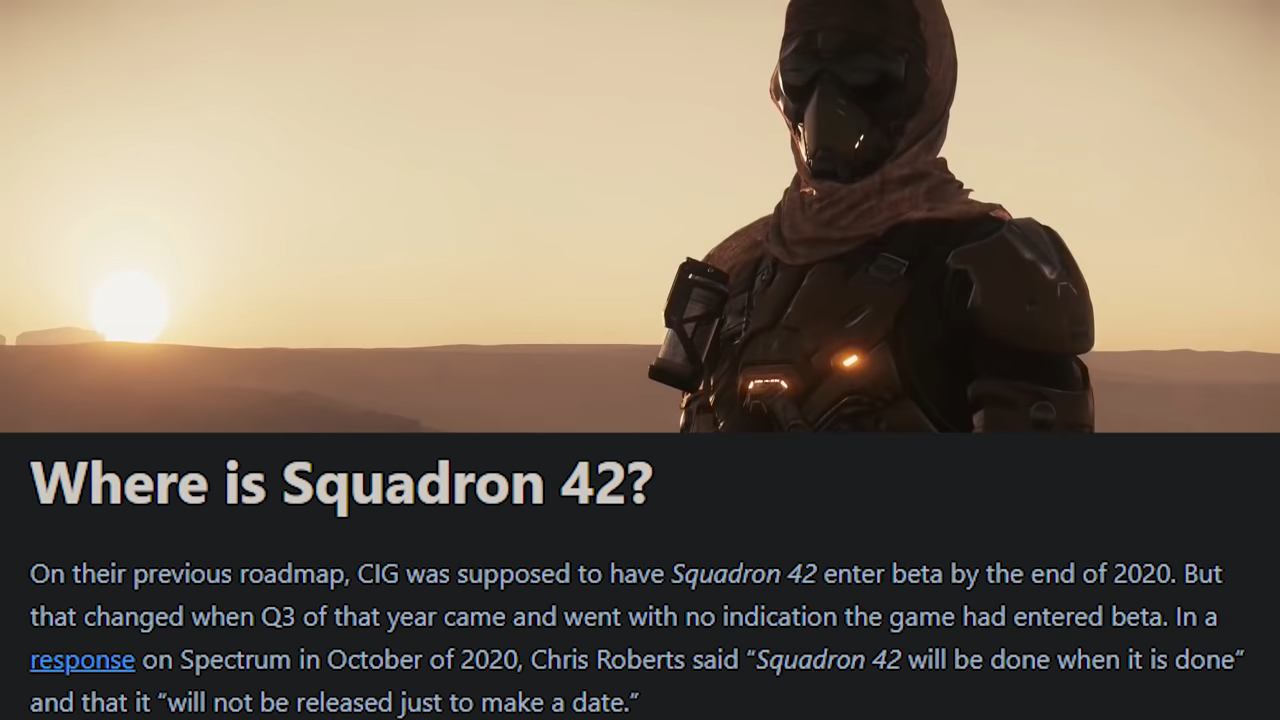 Where is Squadron 42?
On their previous roadmap, CIG was supposed to have Squadron 42 enter beta by the end of 2020. But
that changed when Q3 of that year came and went with no indication the game had entered beta. In a
response on Spectrum in October of 2020, Chris Roberts said “Squadron 42 will be done when it is done”
and that it “will not be released just to make a date.”